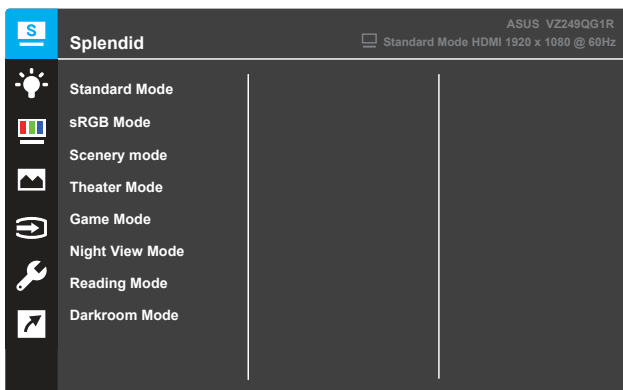 S
ASUS VZ249QG1R
Splendid
Standard Mode HDMI 1920 x 1080 @ 60Hz
Standard Mode
sRGB Mode
Scenery mode
Theater Mode
Game Mode
Night View Mode
Reading Mode
Darkroom Mode